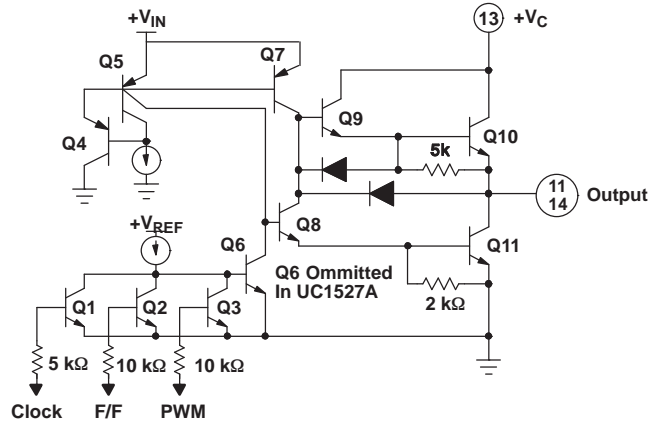 +VIN
13
+VC
Q5
Q7
Q9
Q10
Q4
5k
11
14
Output
+VREF
Q6
Q8
Q11
Q6 Ommitted
In UC1527A
2 kΩ
Q1
Q2
Q3
5 kΩ
10 kΩ
10 kΩ
Clock
F/F
PWM